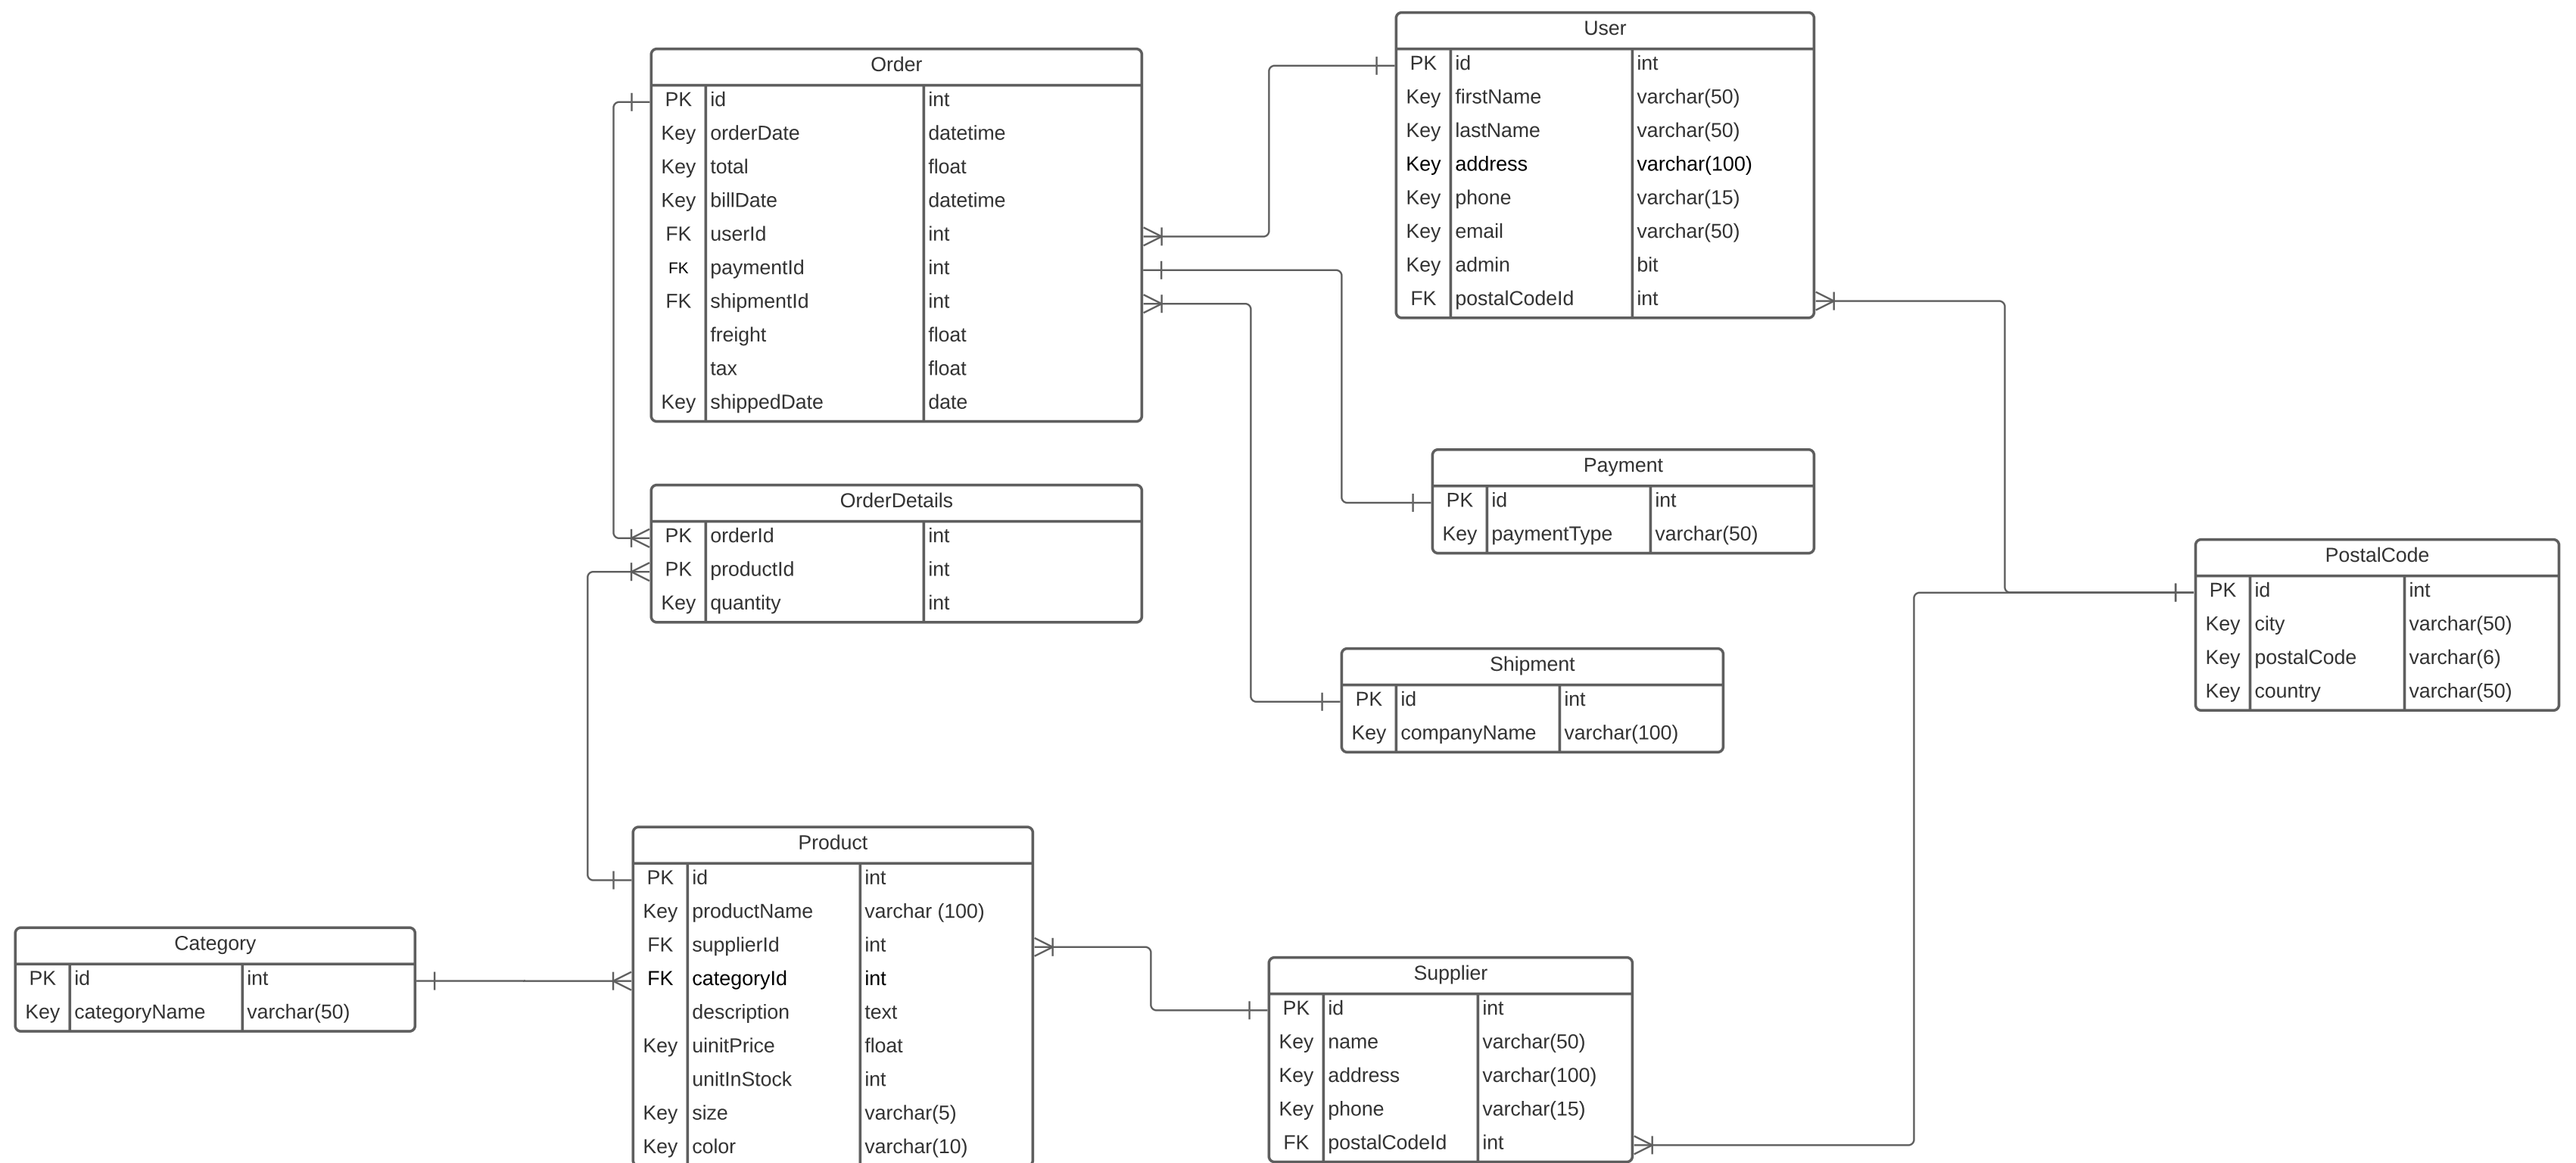 User
PK id int
Key firstName varchar(50)
Key lastName varchar(50)
Key address varchar(100)
Key phone varchar(15)
Key email varchar(50)
Key admin bit
FK postalCodeId int
Order
PK id int
Key orderDate datetime
Key total float
Key billDate datetime
FK userId int
FK paymentId int
FK shipmentId int
freight float
tax float
Key shippedDate date
Payment
PK id int
Key paymentType varchar(50)
OrderDetails
PK orderId int
PK productId int
Key quantity int
PostalCode
PK id int
Key city varchar(50)
Key postalCode varchar(6)
Key country varchar(50)
Shipment
PK id int
Key companyName varchar(100)
Product
PK id int
Key productName varchar (100)
FK supplierId int
FK categoryId int
description text
Key uinitPrice float
unitInStock int
Key size varchar(5)
Key color varchar(10)
Category
PK id int
Key categoryName varchar(50)
Supplier
PK id int
Key name varchar(50)
Key address varchar(100)
Key phone varchar(15)
FK postalCodeId int